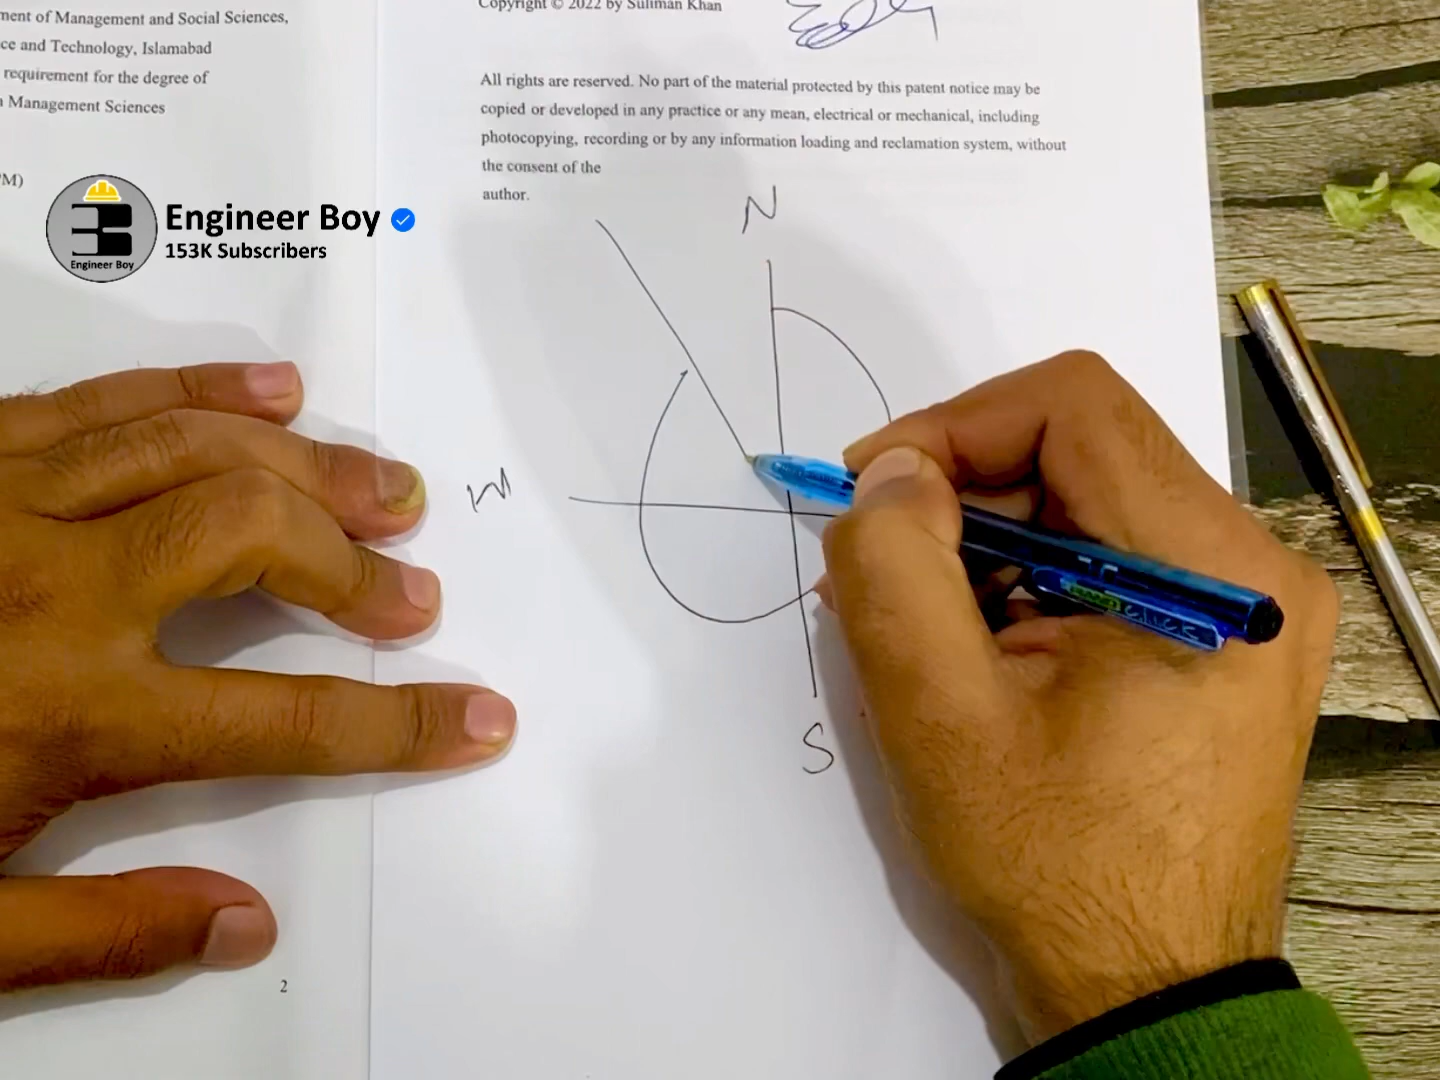 ment of Management and Social Sciences,
ce and Technology, Islamabad
requirement for the degree of
Management Sciences
PM)
2
Copyright © 2022 by Suliman Khan
All rights are reserved. No part of the material protected by this patent notice may be
copied or developed in any practice or any mean, electrical or mechanical, including
photocopying, recording or by any information loading and reclamation system, without
the consent of the
author.
Engineer Boy
153K Subscribers
Engineer Boy
N
W
S
click